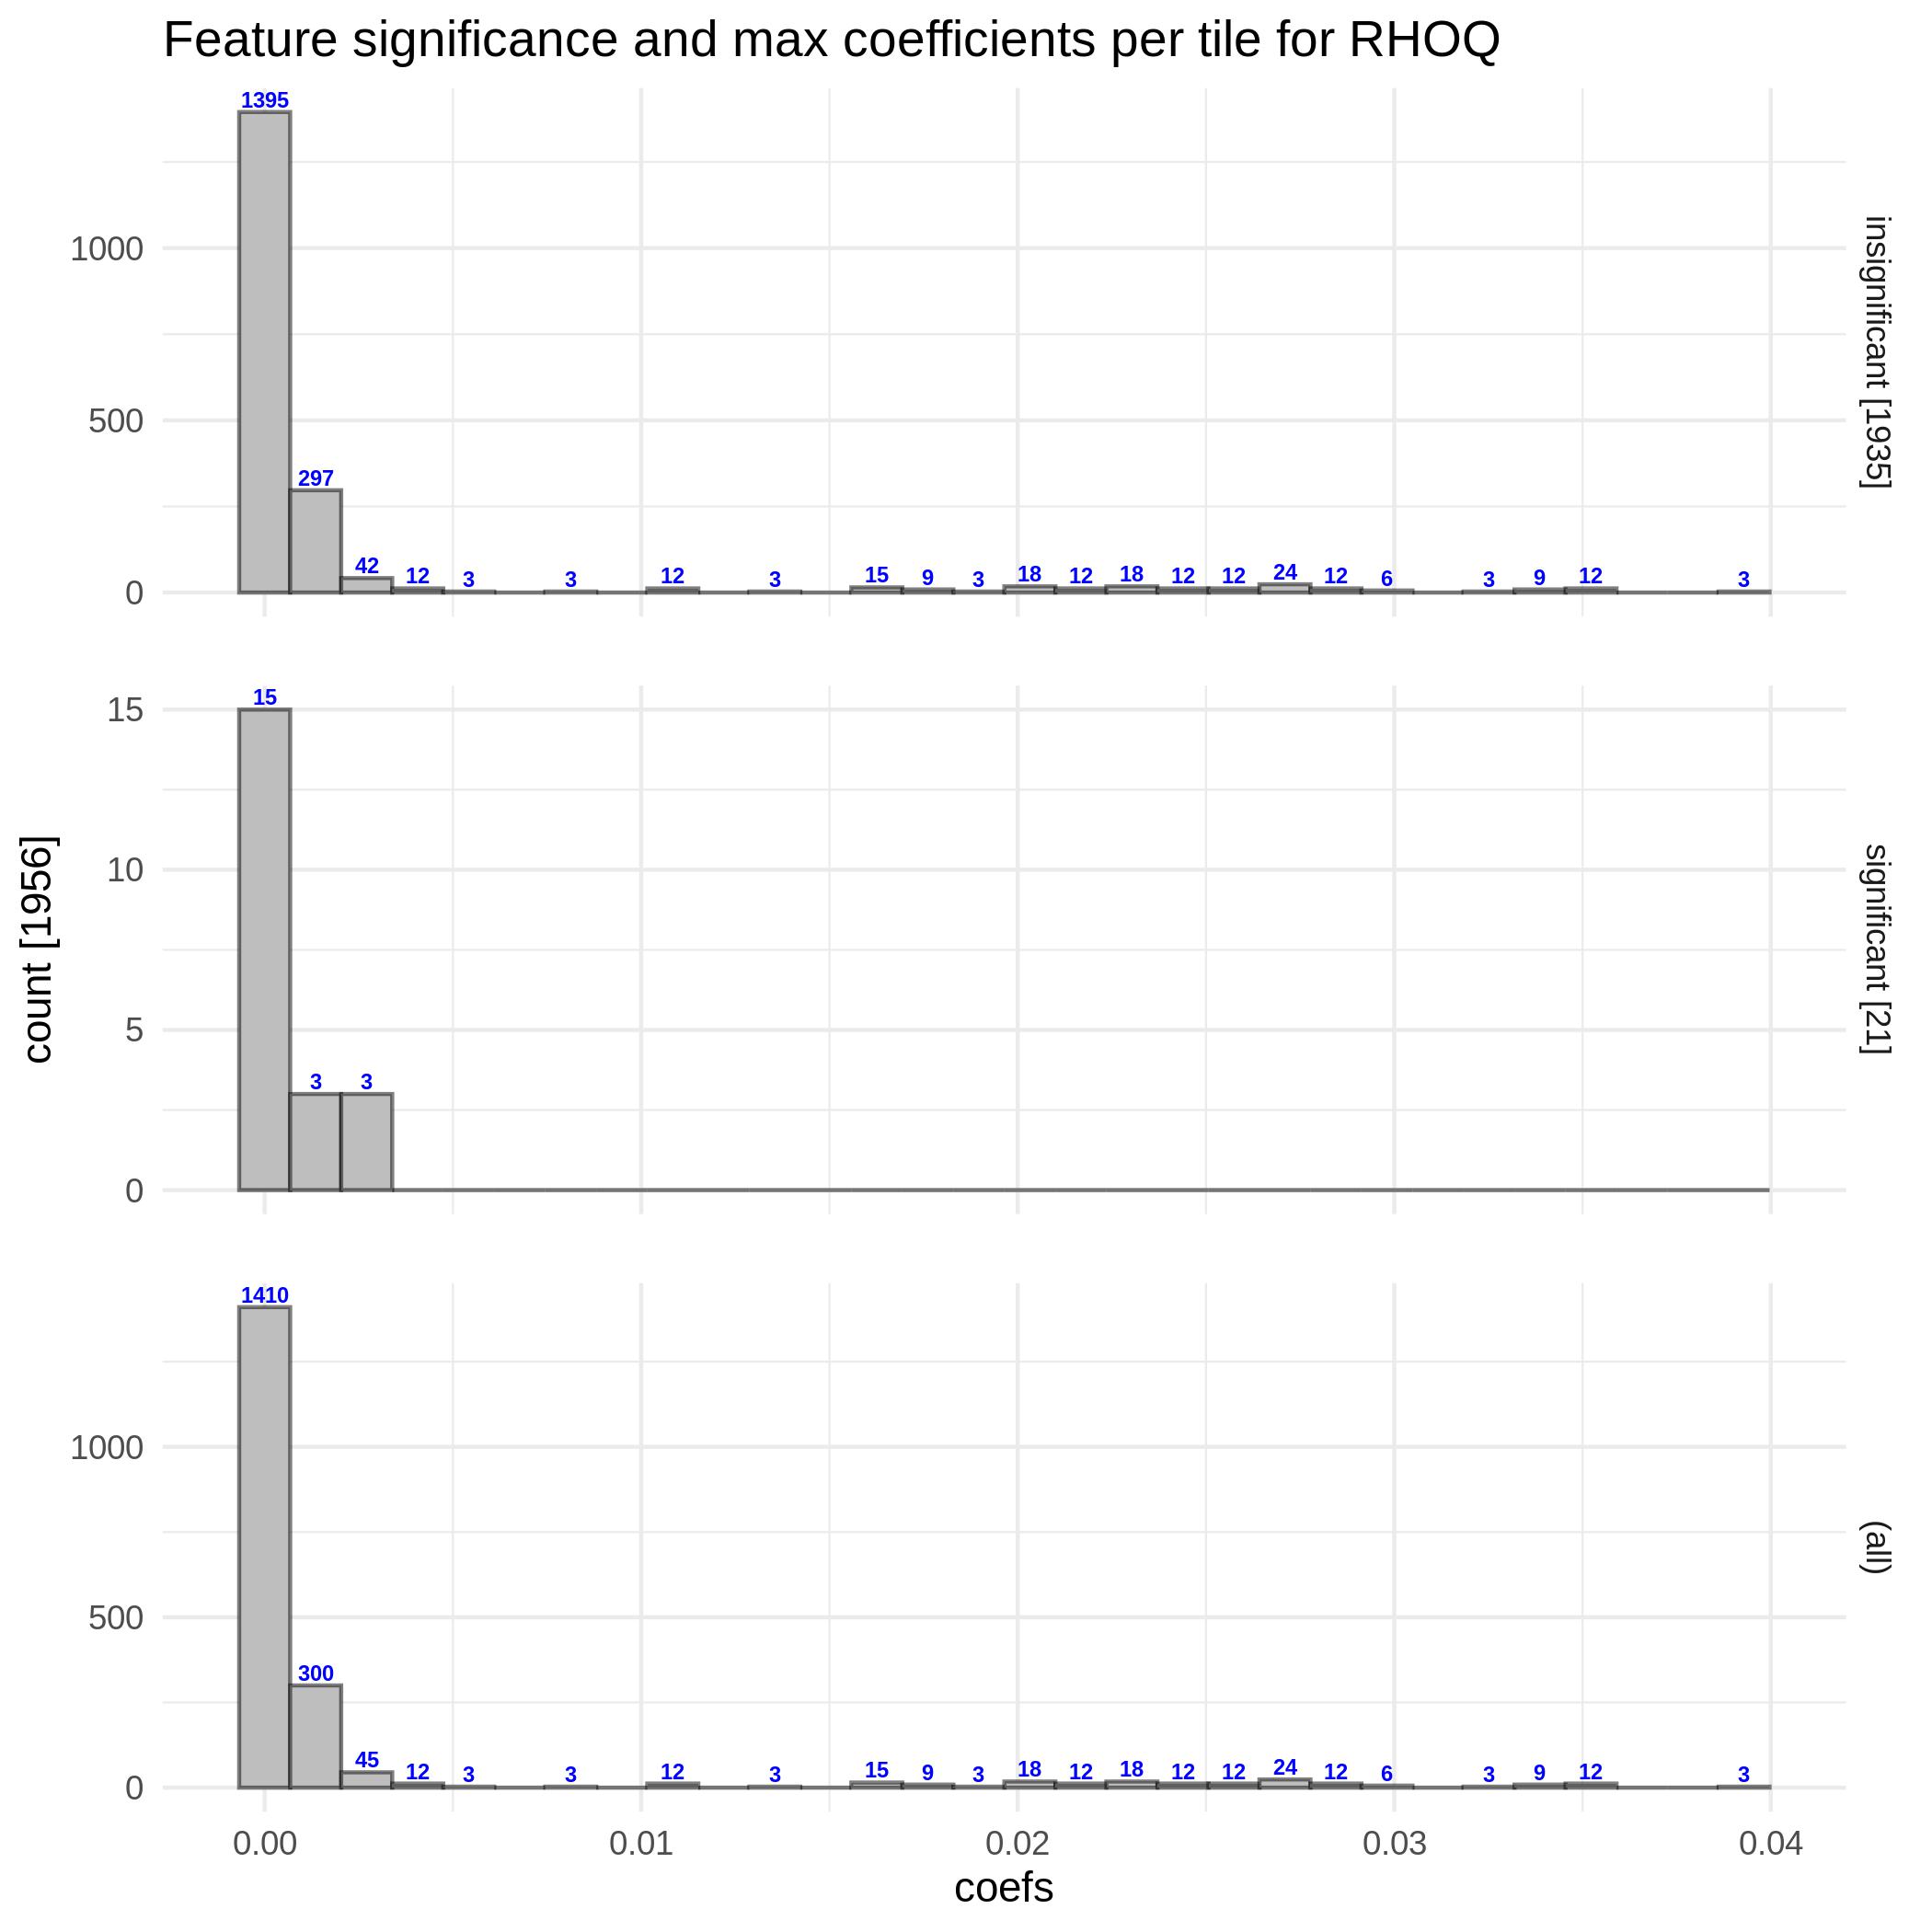 Feature significance and max coefficients per tile for RHOQ
count [1956]
1395
297
42 12 3 3 12 3 15 9 3 18 12 18 12 12 24 12 6 3 9 12 3
1000
500
0
insignificant [1935]
15
3 3
15
10
5
0
significant [21]
1410
300
45 12 3 3 12 3 15 9 3 18 12 18 12 12 24 12 6 3 9 12 3
1000
500
0
(all)
0.00 0.01 0.02 0.03 0.04
coefs